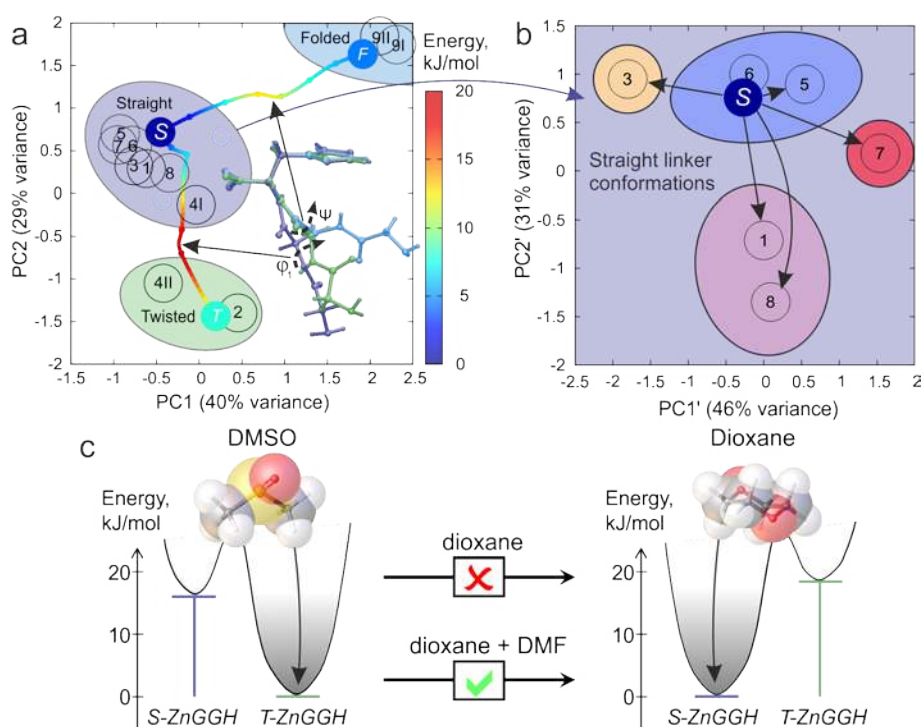 a
2
1.5
1
0.5
0
-0.5
-1
-1.5
-2
PC2 (29% variance)
-1.5 -1 -0.5 0 0.5 1 1.5 2 2.5
PC1 (40% variance)
Folded
9II
9I
F
Straight
S
5
7
6
3
1
8
4I
4II
T
2
Twisted
Ψ
φ1
Energy,
kJ/mol
20
15
10
5
0
b
1.5
1
0.5
0
-0.5
-1
-1.5
-2
PC2' (31% variance)
-2.5 -2 -1.5 -1 -0.5 0 0.5 1 1.5 2
PC1' (46% variance)
3
6
S
5
7
Straight linker
conformations
1
8
c
DMSO
Energy,
kJ/mol
20
10
0
S-ZnGGH T-ZnGGH
dioxane
dioxane + DMF
Dioxane
Energy,
kJ/mol
20
10
0
S-ZnGGH T-ZnGGH